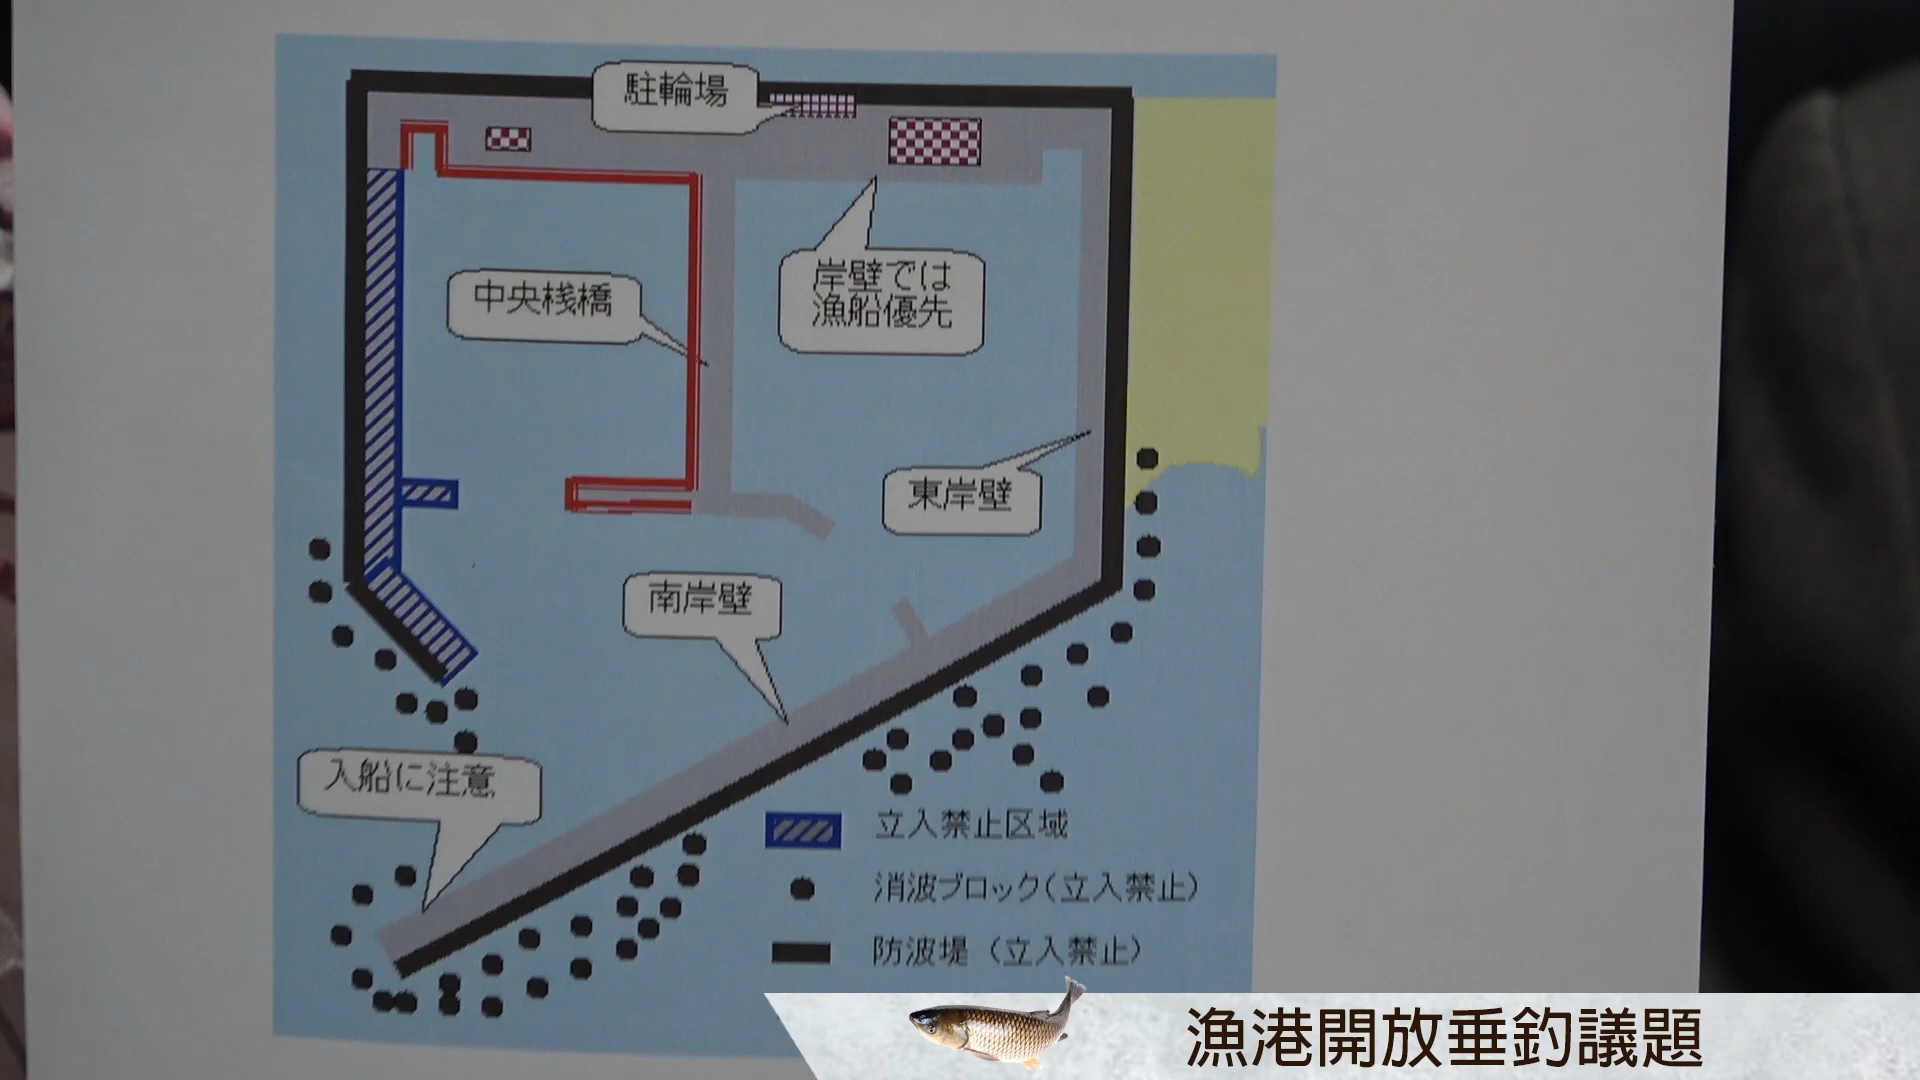 駐輪場
中央桟橋
岸壁では
漁船優先
東岸壁
南岸壁
入船に注意
立入禁止区域
消波ブロック(立入禁止)
防波堤(立入禁止)
漁港開放垂釣議題